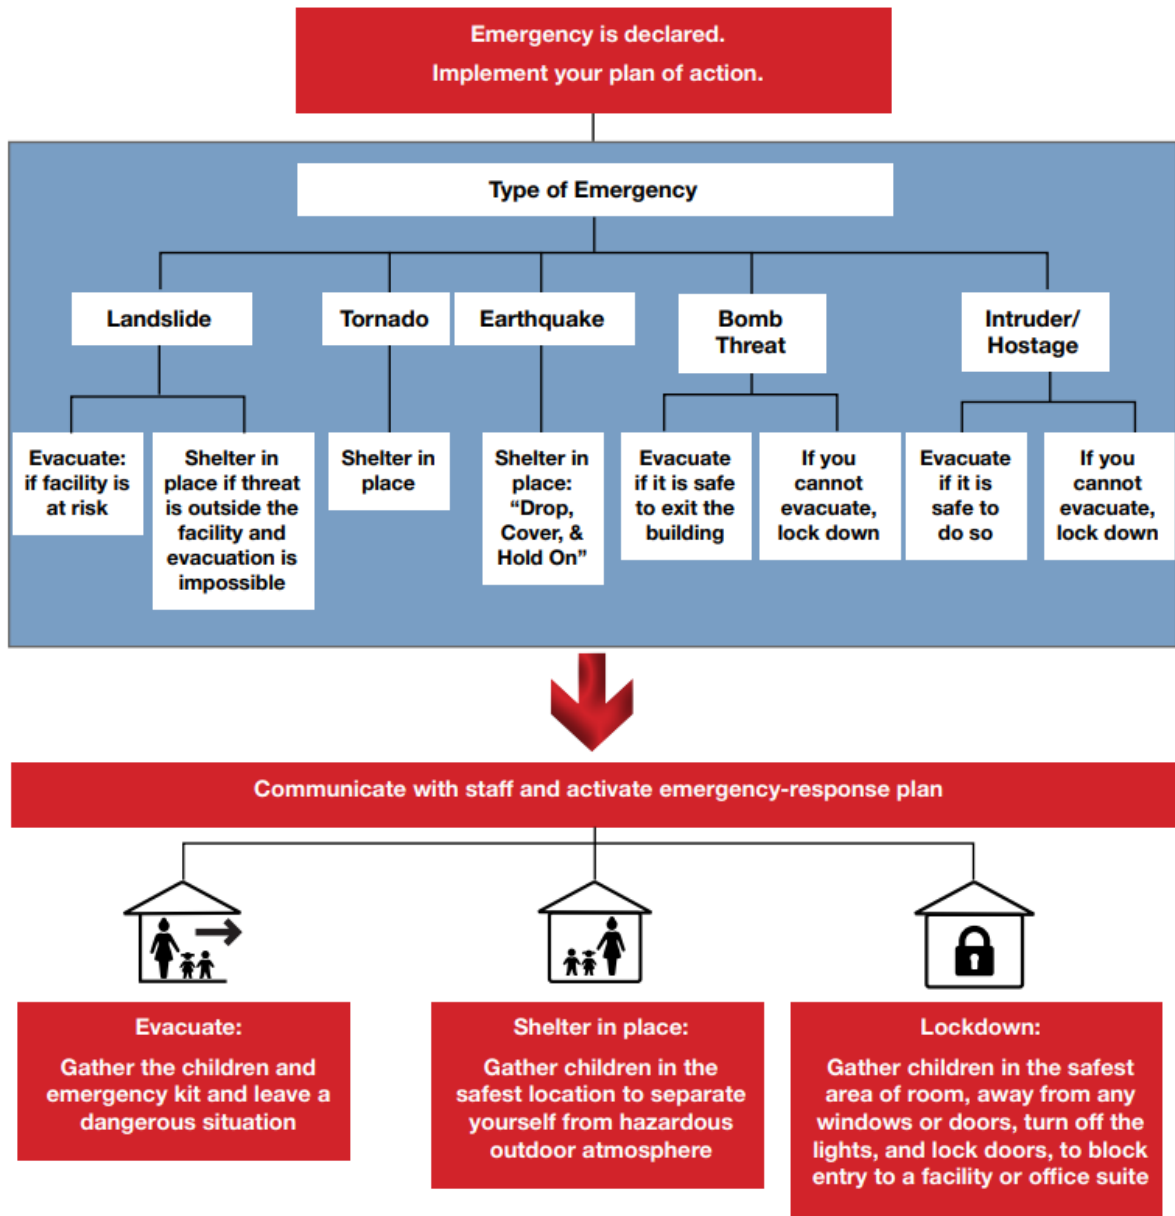 Emergency is declared.
Implement your plan of action.
Type of Emergency
Landslide
Tornado
Earthquake
Bomb
Threat
Intruder/
Hostage
Evacuate:
if facility is
at risk
Shelter in
place if threat
is outside the
facility and
evacuation is
impossible
Shelter in
place
Shelter in
place:
“Drop,
Cover, &
Hold On”
Evacuate
if it is safe
to exit the
building
If you
cannot
evacuate,
lock down
Evacuate
if it is
safe to
do so
If you
cannot
evacuate,
lock down
Communicate with staff and activate emergency-response plan
Evacuate:
Gather the children and
emergency kit and leave a
dangerous situation
Shelter in place:
Gather children in the
safest location to separate
yourself from hazardous
outdoor atmosphere
Lockdown:
Gather children in the safest
area of room, away from any
windows or doors, turn off the
lights, and lock doors, to block
entry to a facility or office suite